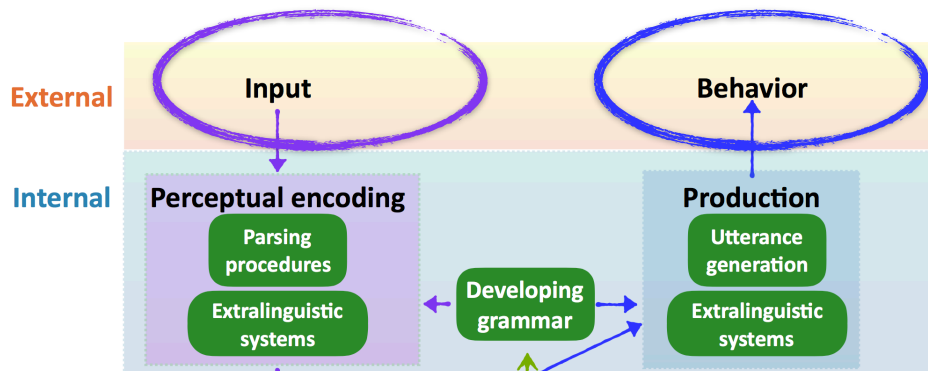 External
Input
Behavior
Internal
Perceptual encoding
Parsing
procedures
Extralinguistic
systems
Developing
grammar
Production
Utterance
generation
Extralinguistic
systems